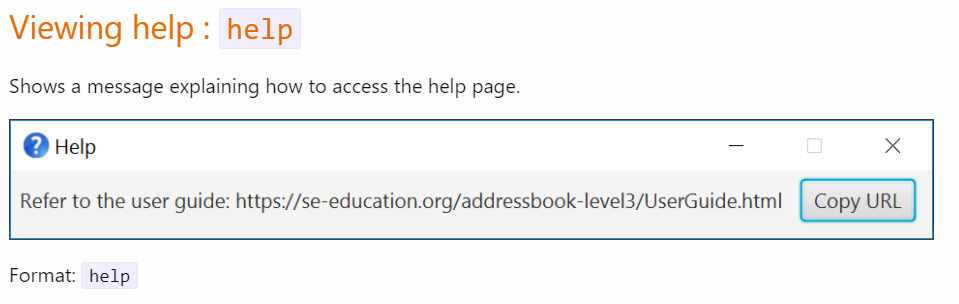 Viewing help : help
Shows a message explaining how to access the help page.
? Help
Refer to the user guide: https://se-education.org/addressbook-level3/UserGuide.html Copy URL
Format: help